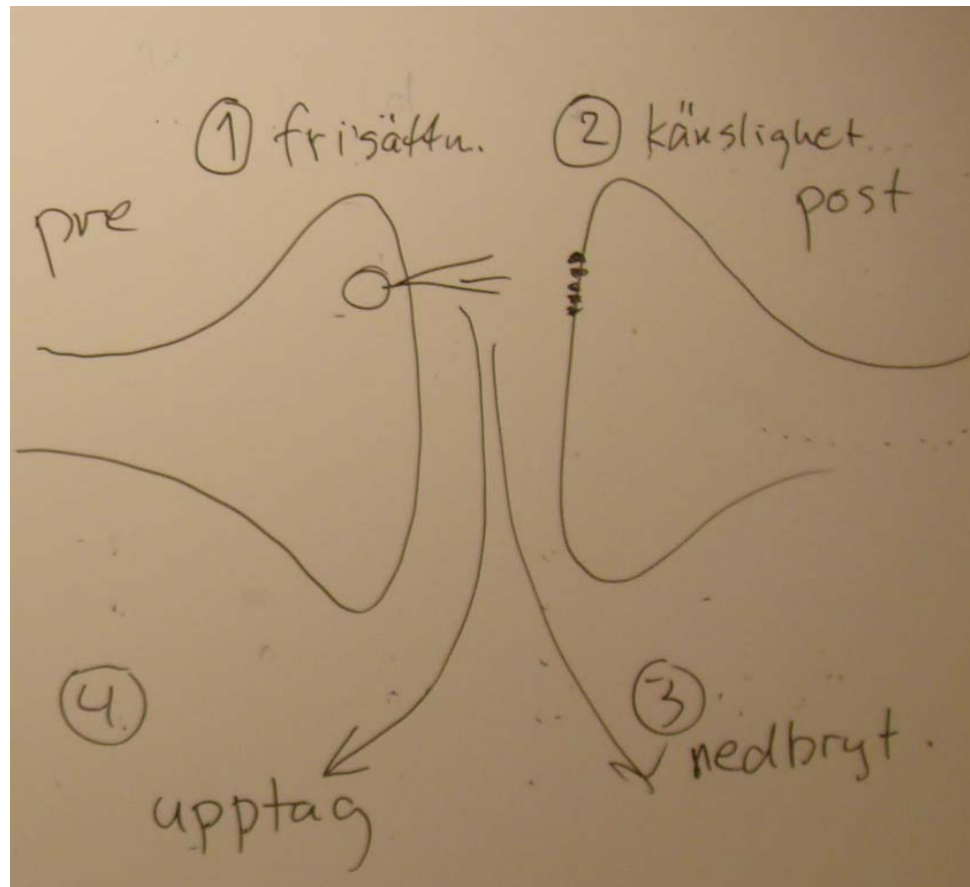 ① frisättn.
② känslighet
pre
post
④
upptag
③
nedbryt.